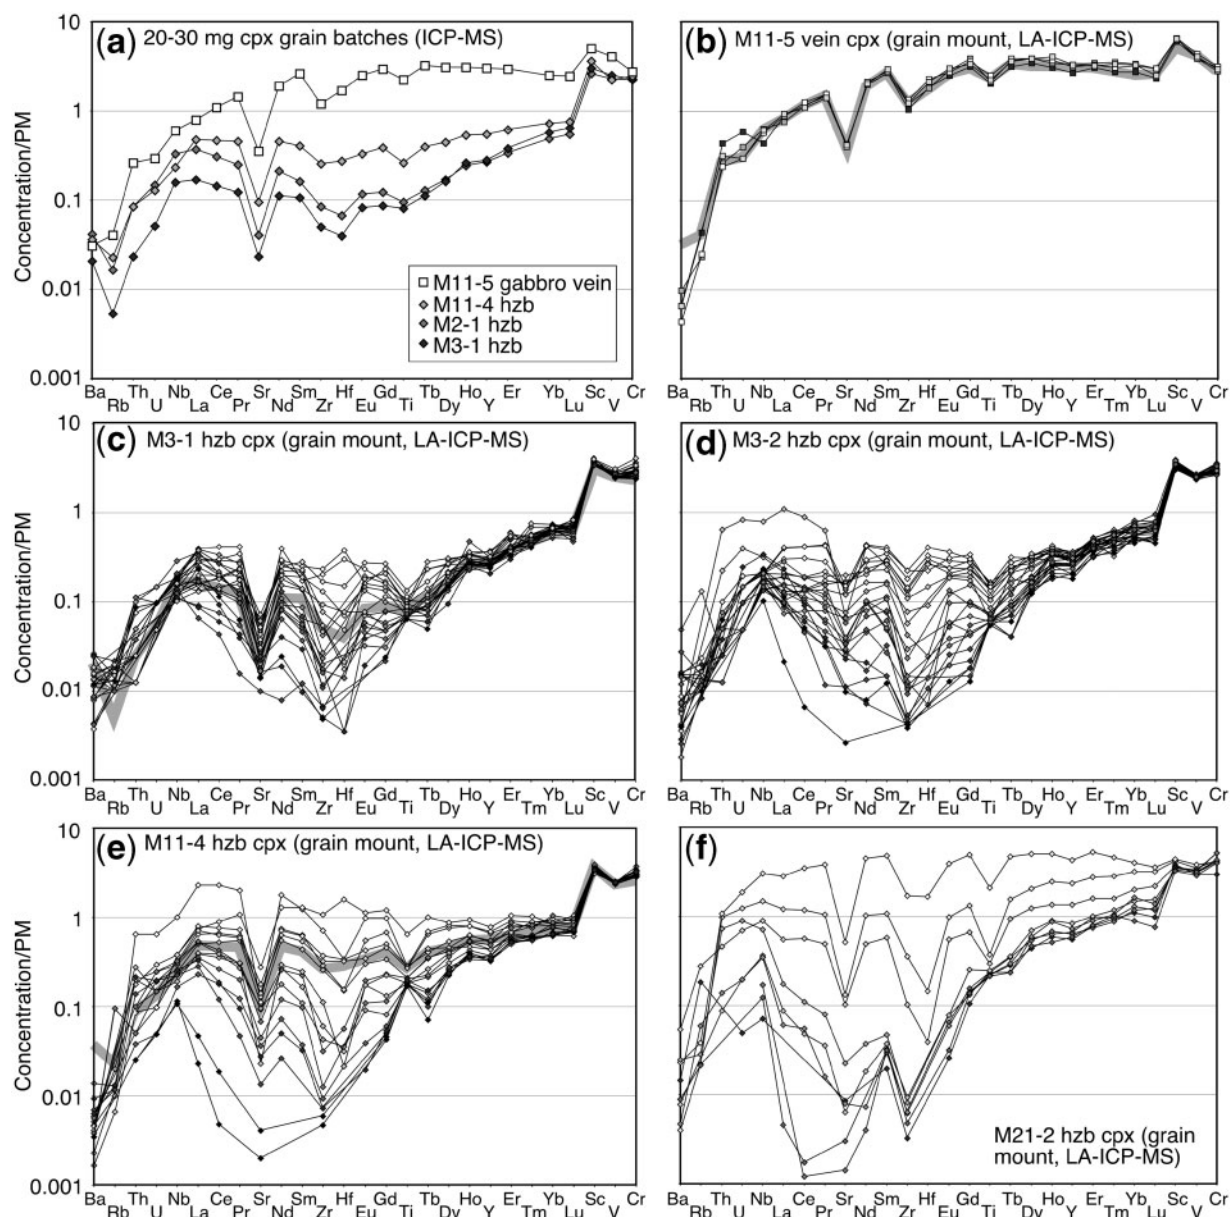 (a) 20-30 mg cpx grain batches (ICP-MS)
(b) M11-5 vein cpx (grain mount, LA-ICP-MS)
10
1
0.1
0.01
0.001
Concentration/PM
M11-5 gabbro vein
M11-4 hzb
M2-1 hzb
M3-1 hzb
Ba Th Nb Ce Sr Sm Hf Gd Tb Ho Er Yb Sc Cr
Rb U La Pr Nd Zr Eu Ti Dy Y Lu V
Ba Th Nb Ce Sr Sm Hf Gd Tb Ho Er Yb Sc Cr
Rb U La Pr Nd Zr Eu Ti Dy Y Tm Lu V
(c) M3-1 hzb cpx (grain mount, LA-ICP-MS)
(d) M3-2 hzb cpx (grain mount, LA-ICP-MS)
10
1
0.1
0.01
0.001
Concentration/PM
Ba Th Nb Ce Sr Sm Hf Gd Tb Ho Er Yb Sc Cr
Rb U La Pr Nd Zr Eu Ti Dy Y Tm Lu V
Ba Th Nb Ce Sr Sm Hf Gd Tb Ho Er Yb Sc Cr
Rb U La Pr Nd Zr Eu Ti Dy Y Tm Lu V
(e) M11-4 hzb cpx (grain mount, LA-ICP-MS)
(f)
10
1
0.1
0.01
0.001
Concentration/PM
M21-2 hzb cpx (grain
mount, LA-ICP-MS)
Ba Th Nb Ce Sr Sm Hf Gd Tb Ho Er Yb Sc Cr
Rb U La Pr Nd Zr Eu Ti Dy Y Tm Lu V
Ba Th Nb Ce Sr Sm Hf Gd Tb Ho Er Yb Sc Cr
Rb U La Pr Nd Zr Eu Ti Dy Y Tm Lu V